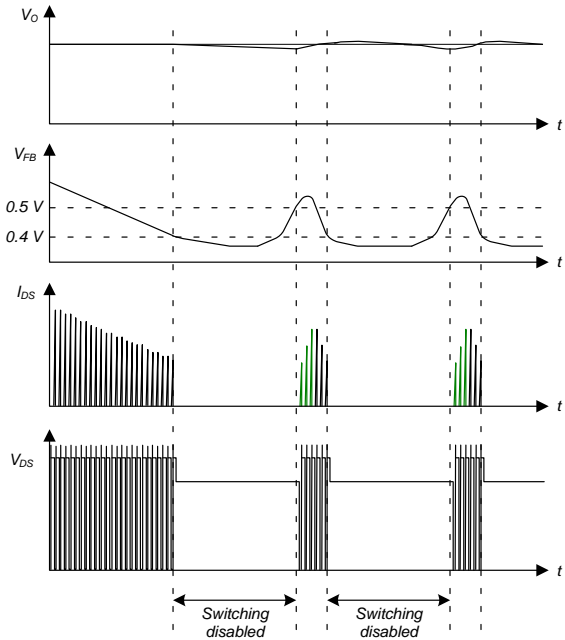 VO
t
VFB
0.5 V
0.4 V
t
IDS
t
VDS
t
Switching
disabled
Switching
disabled